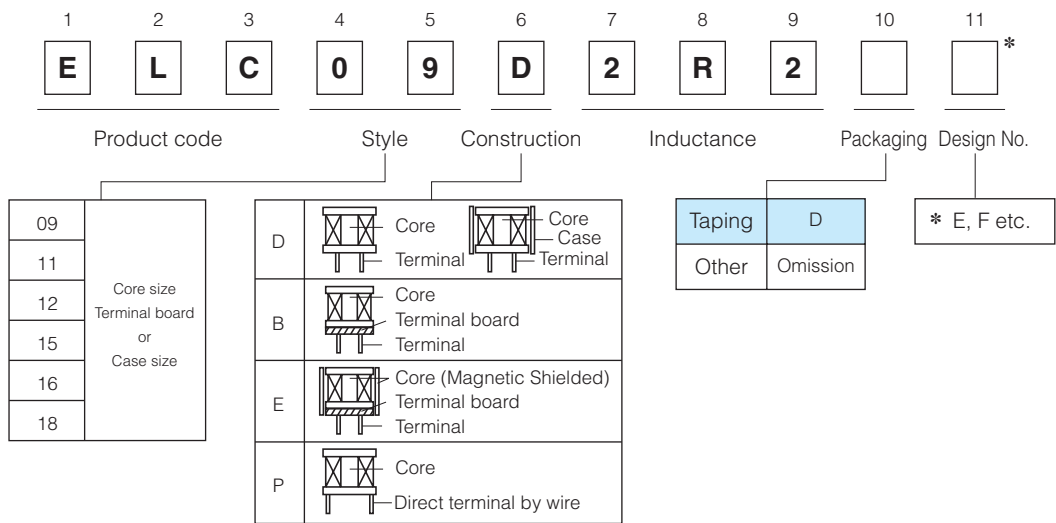 1 2 3 4 5 6 7 8 9 10 11
E L C 0 9 D 2 R 2 *
Product code Style Construction Inductance Packaging Design No.
09
11
12
15
16
18
Core size
Terminal board
or
Case size
D
Core
Terminal
Core
Case
Terminal
B
Core
Terminal board
Terminal
E
Core (Magnetic Shielded)
Terminal board
Terminal
P
Core
Direct terminal by wire
Taping D
Other Omission
* E, F etc.